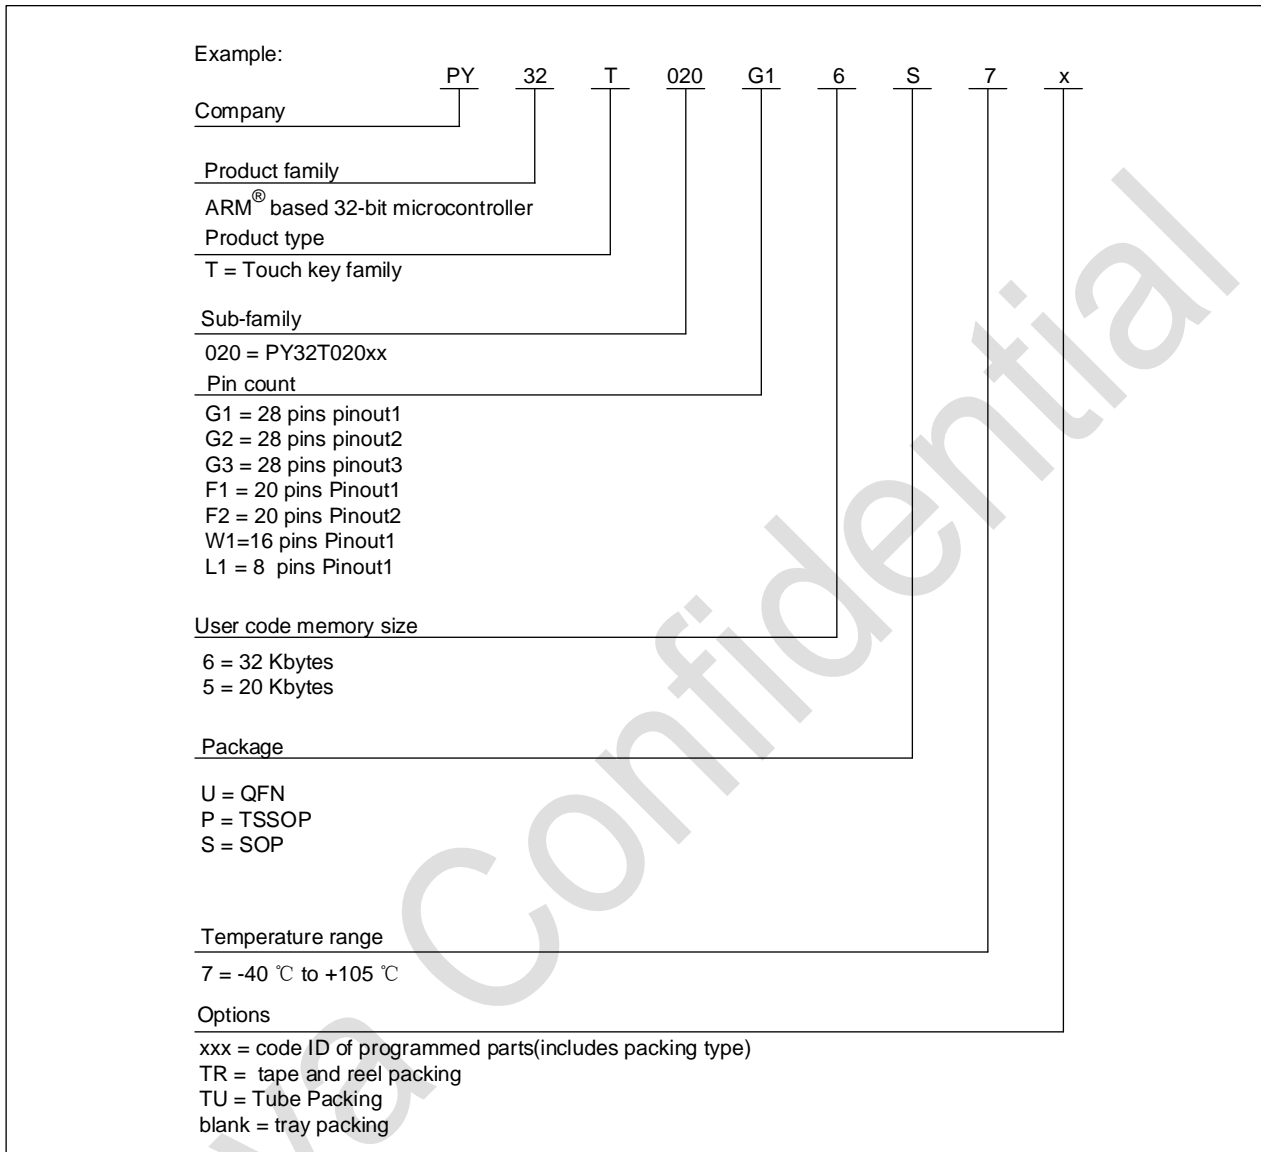 Example:
PY 32 T 020 G1 6 S 7 x
Company
Product family
ARM® based 32-bit microcontroller
Product type
T = Touch key family
Sub-family
020 = PY32T020xx
Pin count
G1 = 28 pins pinout1
G2 = 28 pins pinout2
G3 = 28 pins pinout3
F1 = 20 pins Pinout1
F2 = 20 pins Pinout2
W1=16 pins Pinout1
L1 = 8 pins Pinout1
User code memory size
6 = 32 Kbytes
5 = 20 Kbytes
Package
U = QFN
P = TSSOP
S = SOP
Temperature range
7 = -40 ℃ to +105 ℃
Options
xxx = code ID of programmed parts(includes packing type)
TR = tape and reel packing
TU = Tube Packing
blank = tray packing
Confidential